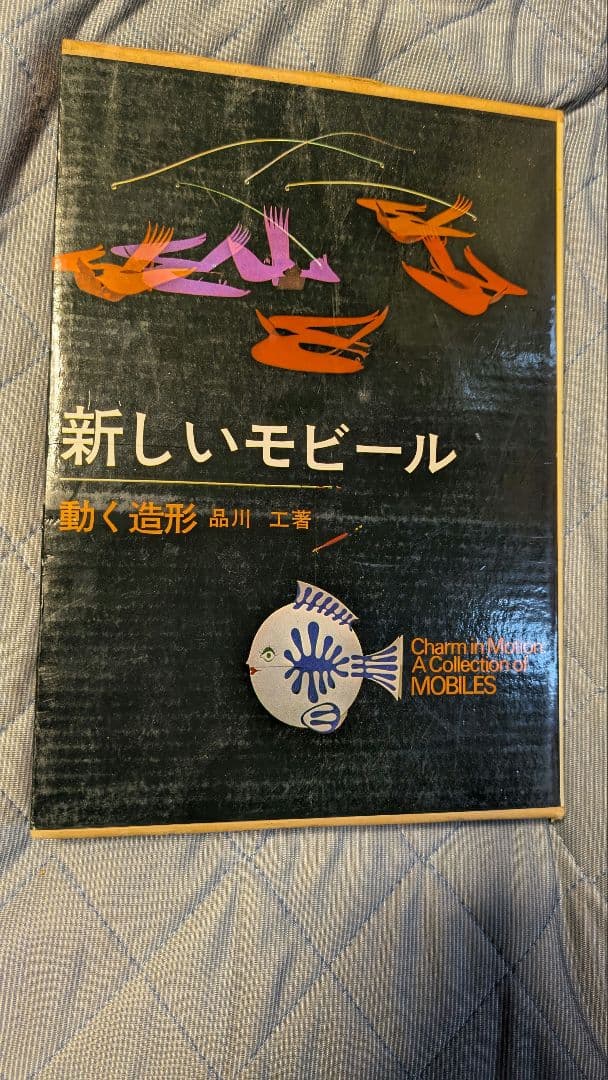 新しいモビール
動く造形 品川 工著
Charm in Motion
A Collection of
MOBILES